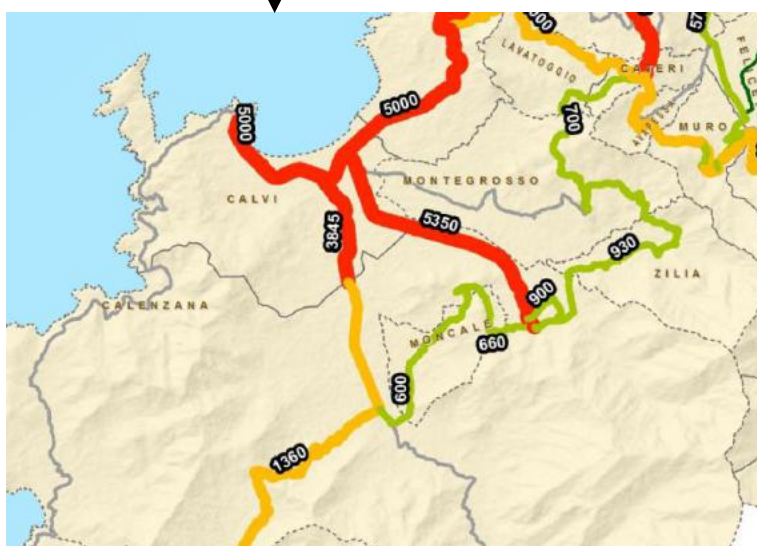 LAVATOGGIO
CATERI
MURO
5000
5000
700
CALVI
MONTEGROSSO
3845
5350
930
ZILIA
CALENZANA
900
MONCALE
660
600
1360